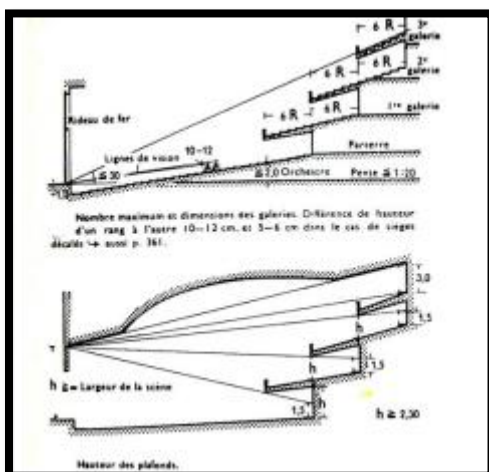 6 R
3e
galerie
6 R
6 R
2e
galerie
6 R
6 R
1re galerie
6 R
Rideau de fer
Lignes de vision
10-12
Parterre
≦30
≦2,0 Orchestre
Pente ≦ 1:20
Nombre maximum et dimensions des galeries. Différence de hauteur
d'un rang à l'autre 10—12 cm, et 5—6 cm dans le cas de sièges
décalés ↪ aussi p. 361.
3,0
h
1,5
h
1,5
h ≧ Largeur de la scène
h
1,5
h ≧ 2,30
Hauteur des plafonds.